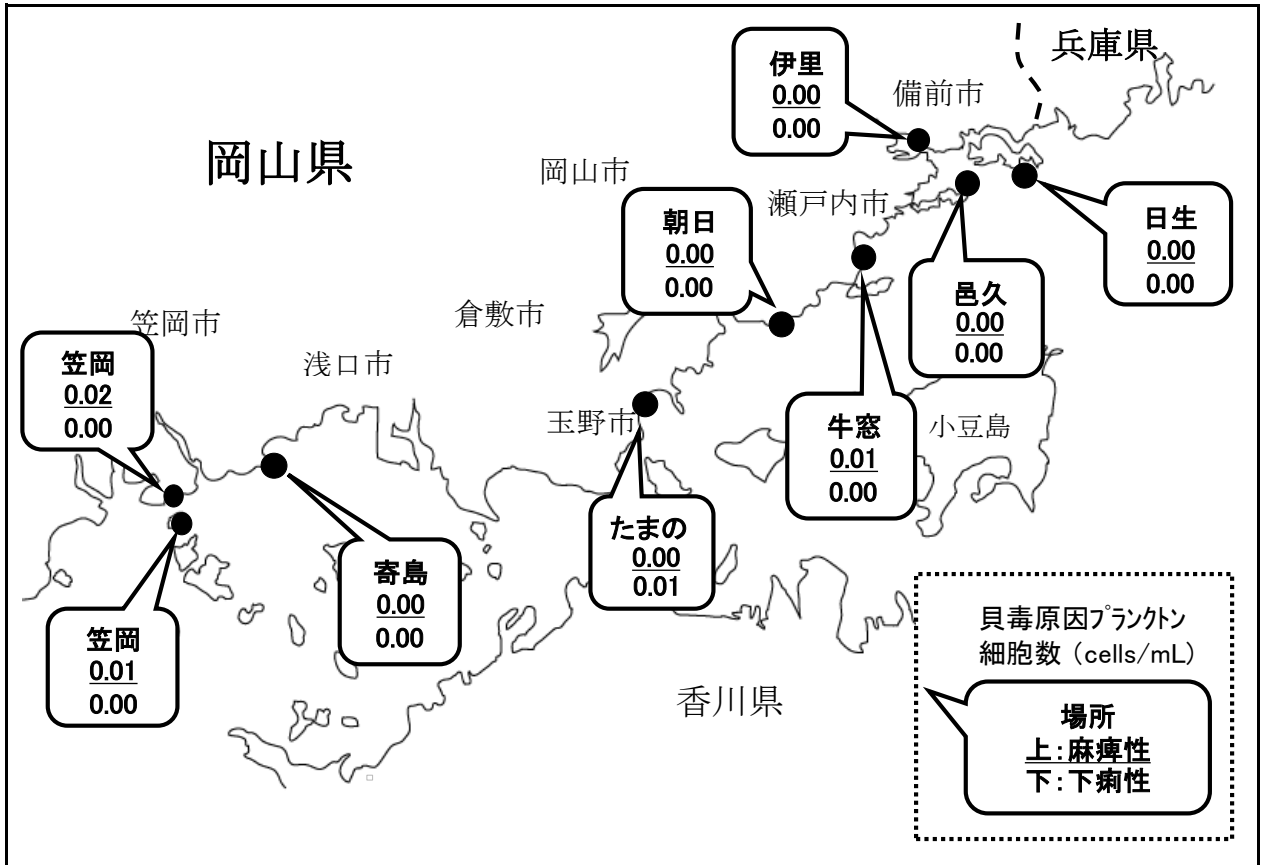 兵庫県
伊里
0.00
0.00
備前市
岡山県
岡山市
瀬戸内市
朝日
0.00
0.00
日生
0.00
0.00
邑久
0.00
0.00
倉敷市
笠岡市
浅口市
笠岡
0.02
0.00
玉野市
牛窓
0.01
0.00
小豆島
たまの
0.00
0.01
寄島
0.00
0.00
笠岡
0.01
0.00
香川県
貝毒原因プランクトン
細胞数（cells/mL）
場所
上：麻痺性
下：下痢性